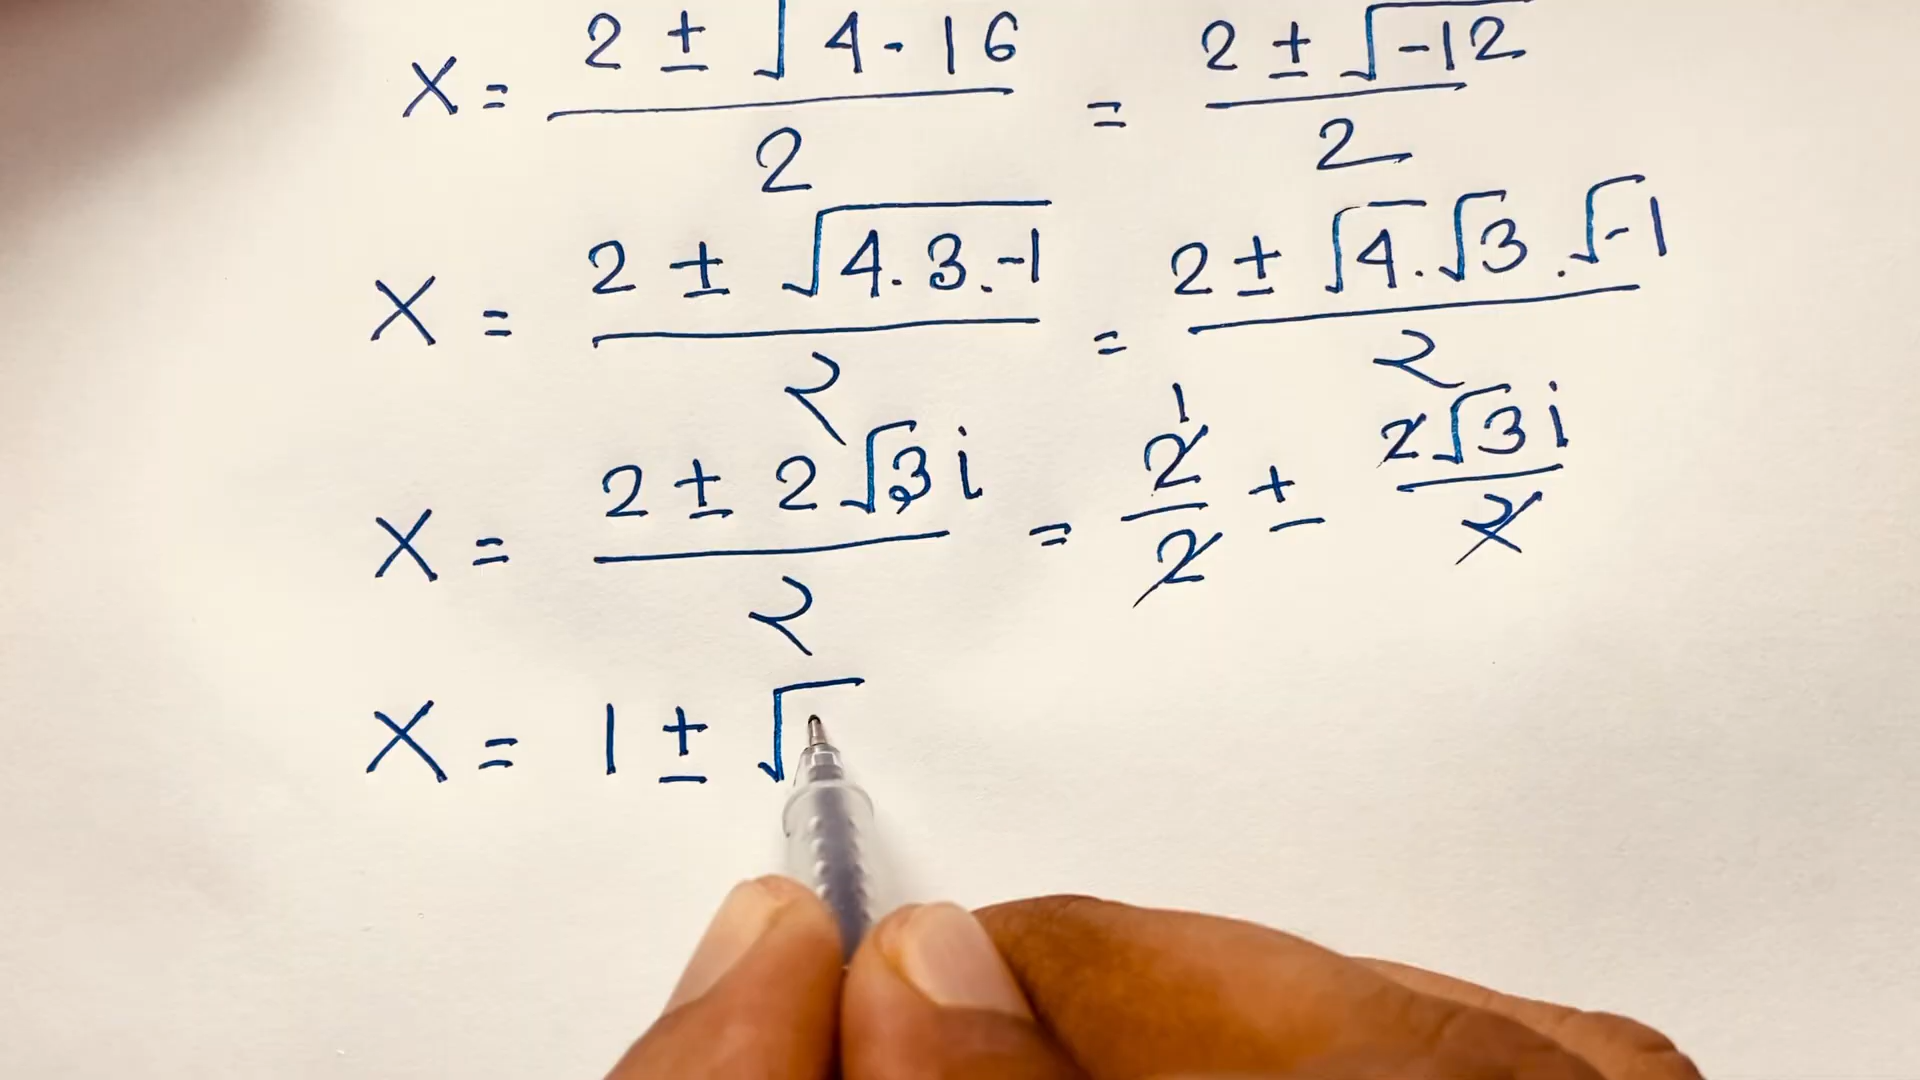 X = (2 ± √4-16)/2 = (2 ± √-12)/2
X = (2 ± √4.3.-1)/2 = (2 ± √4.√3.√-1)/2
X = (2 ± 2√3 i)/2 = 2/2 1 ± 2√3 i/2
X = 1 ± √